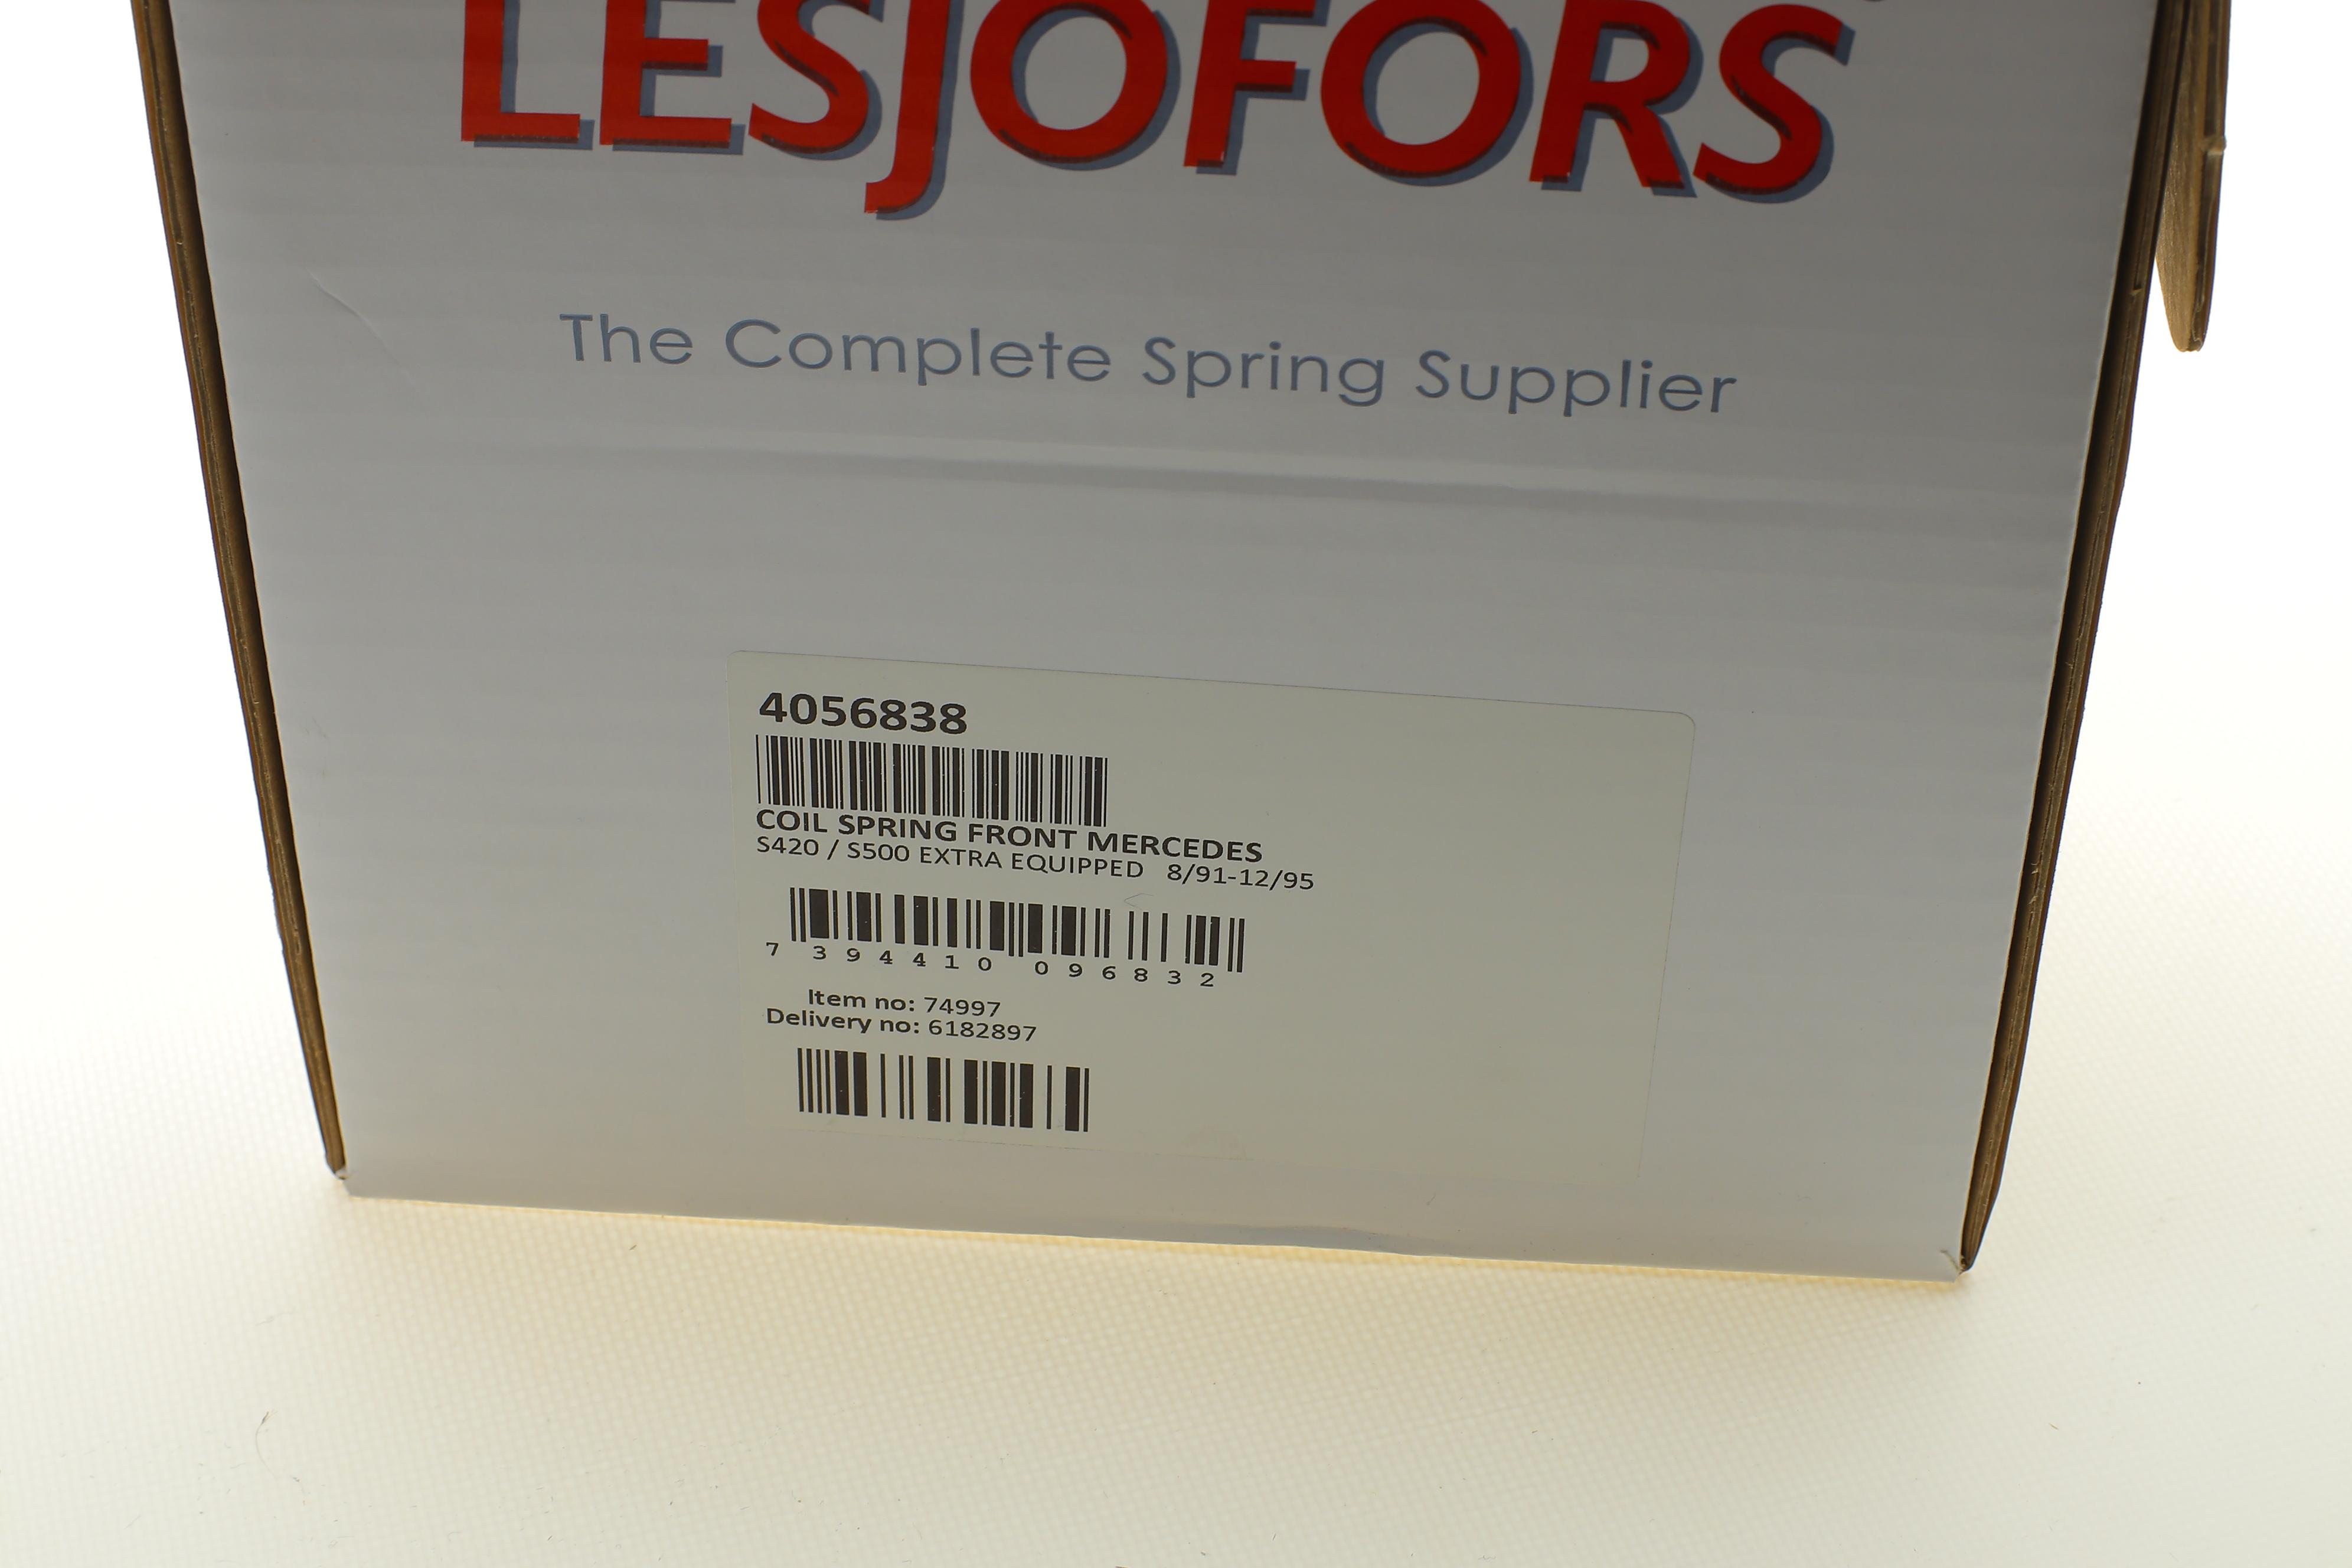 LESJOFORS
The Complete Spring Supplier
4056838
COIL SPRING FRONT MERCEDES
S420 / S500 EXTRA EQUIPPED 8/91-12/95
7 394410 096832
Item no: 74997
Delivery no: 6182897